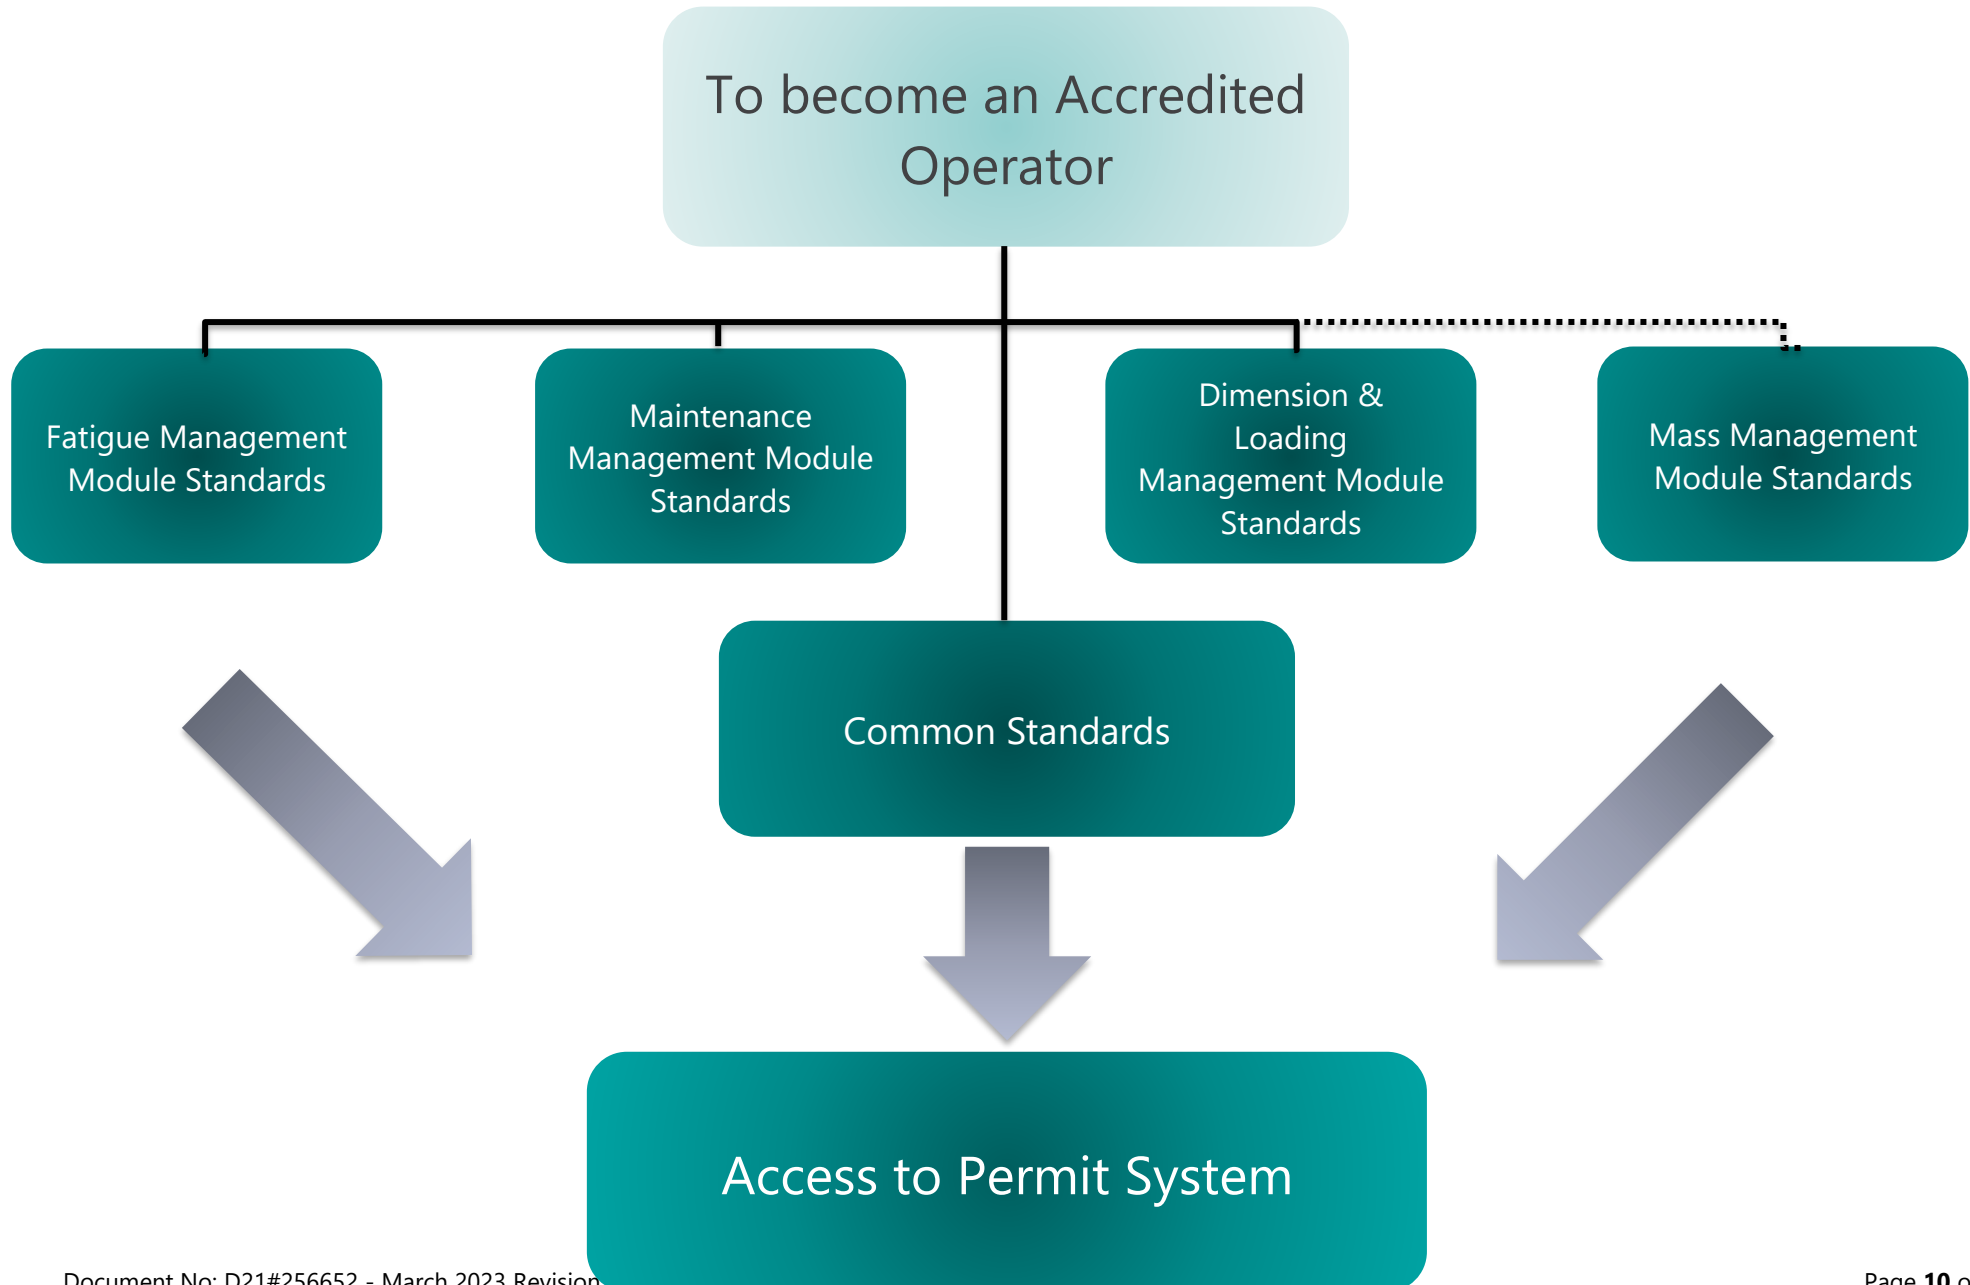 To become an Accredited
Operator
Fatigue Management
Module Standards
Maintenance
Management Module
Standards
Dimension &
Loading
Management Module
Standards
Mass Management
Module Standards
Common Standards
Access to Permit System
Document No: D21#256652 - March 2023 Revision
Page 10 o